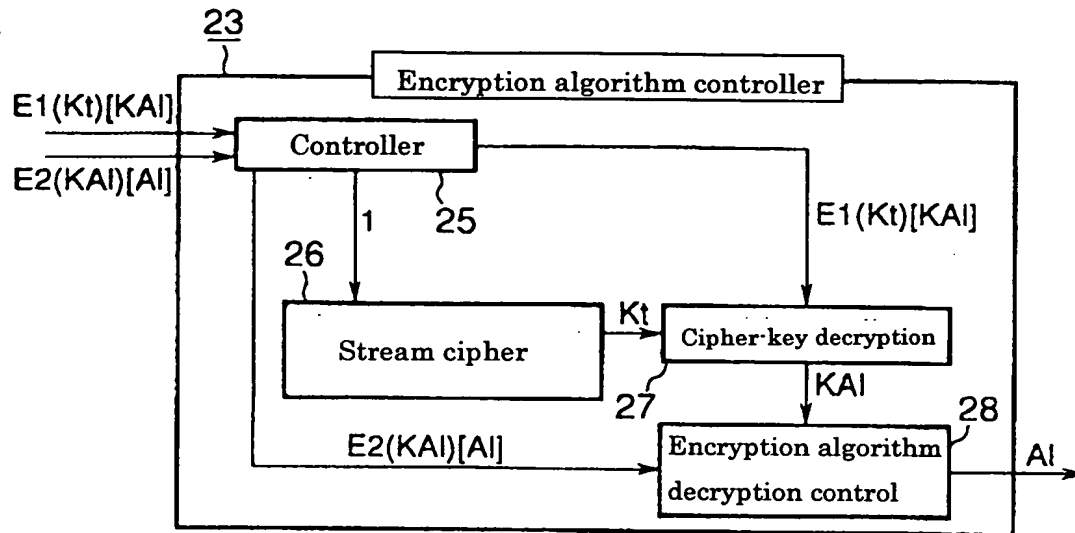 23
Encryption algorithm controller
E1(Kt)[KAI]
E2(KAI)[AI]
Controller
25
1
E1(Kt)[KAI]
26
Stream cipher
Kt
Cipher-key decryption
27
KAI
28
E2(KAI)[AI]
Encryption algorithm
decryption control
AI